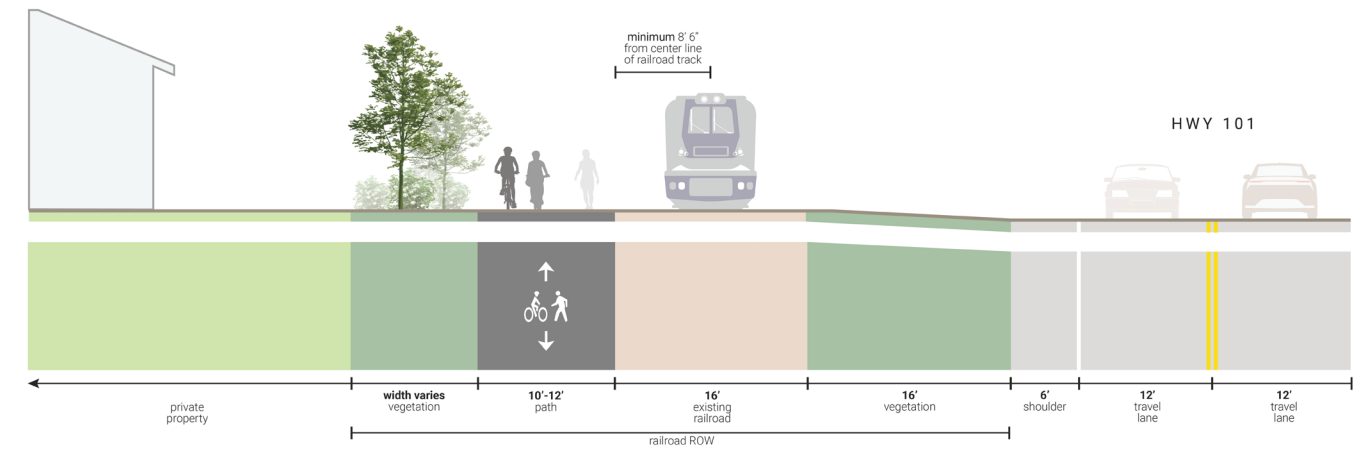 minimum 8' 6"
from center line
of railroad track
HWY 101
private
property
width varies
vegetation
10'-12'
path
16'
existing
railroad
16'
vegetation
6'
shoulder
12'
travel
lane
12'
travel
lane
railroad ROW